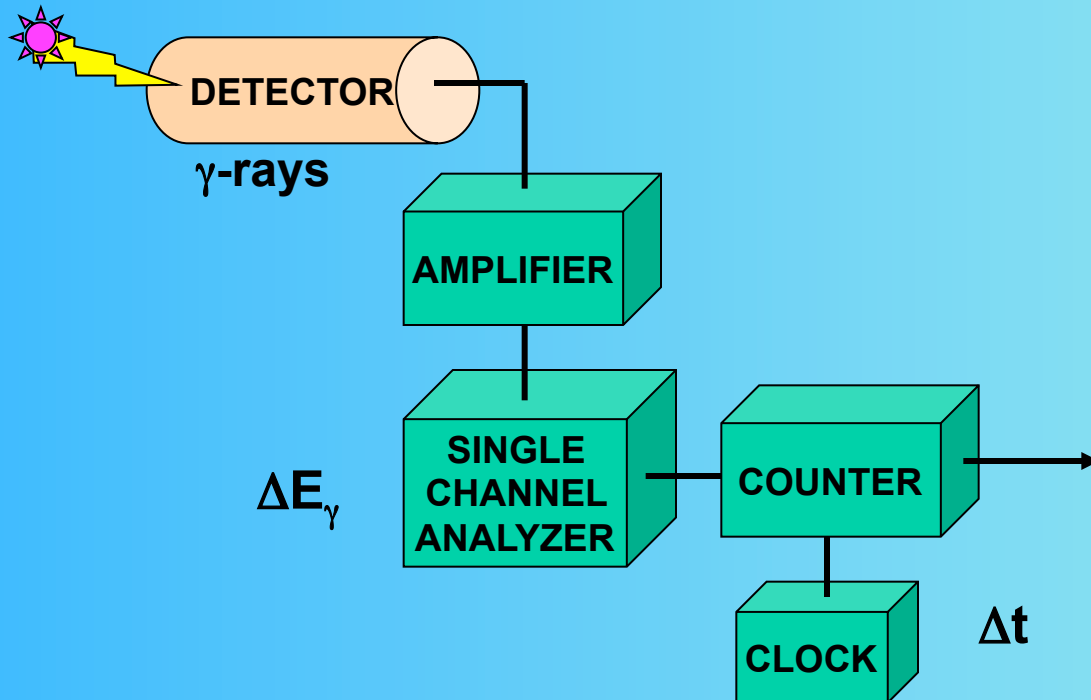 DETECTOR
γ-rays
AMPLIFIER
SINGLE
CHANNEL
ANALYZER
ΔEγ
COUNTER
CLOCK
Δt